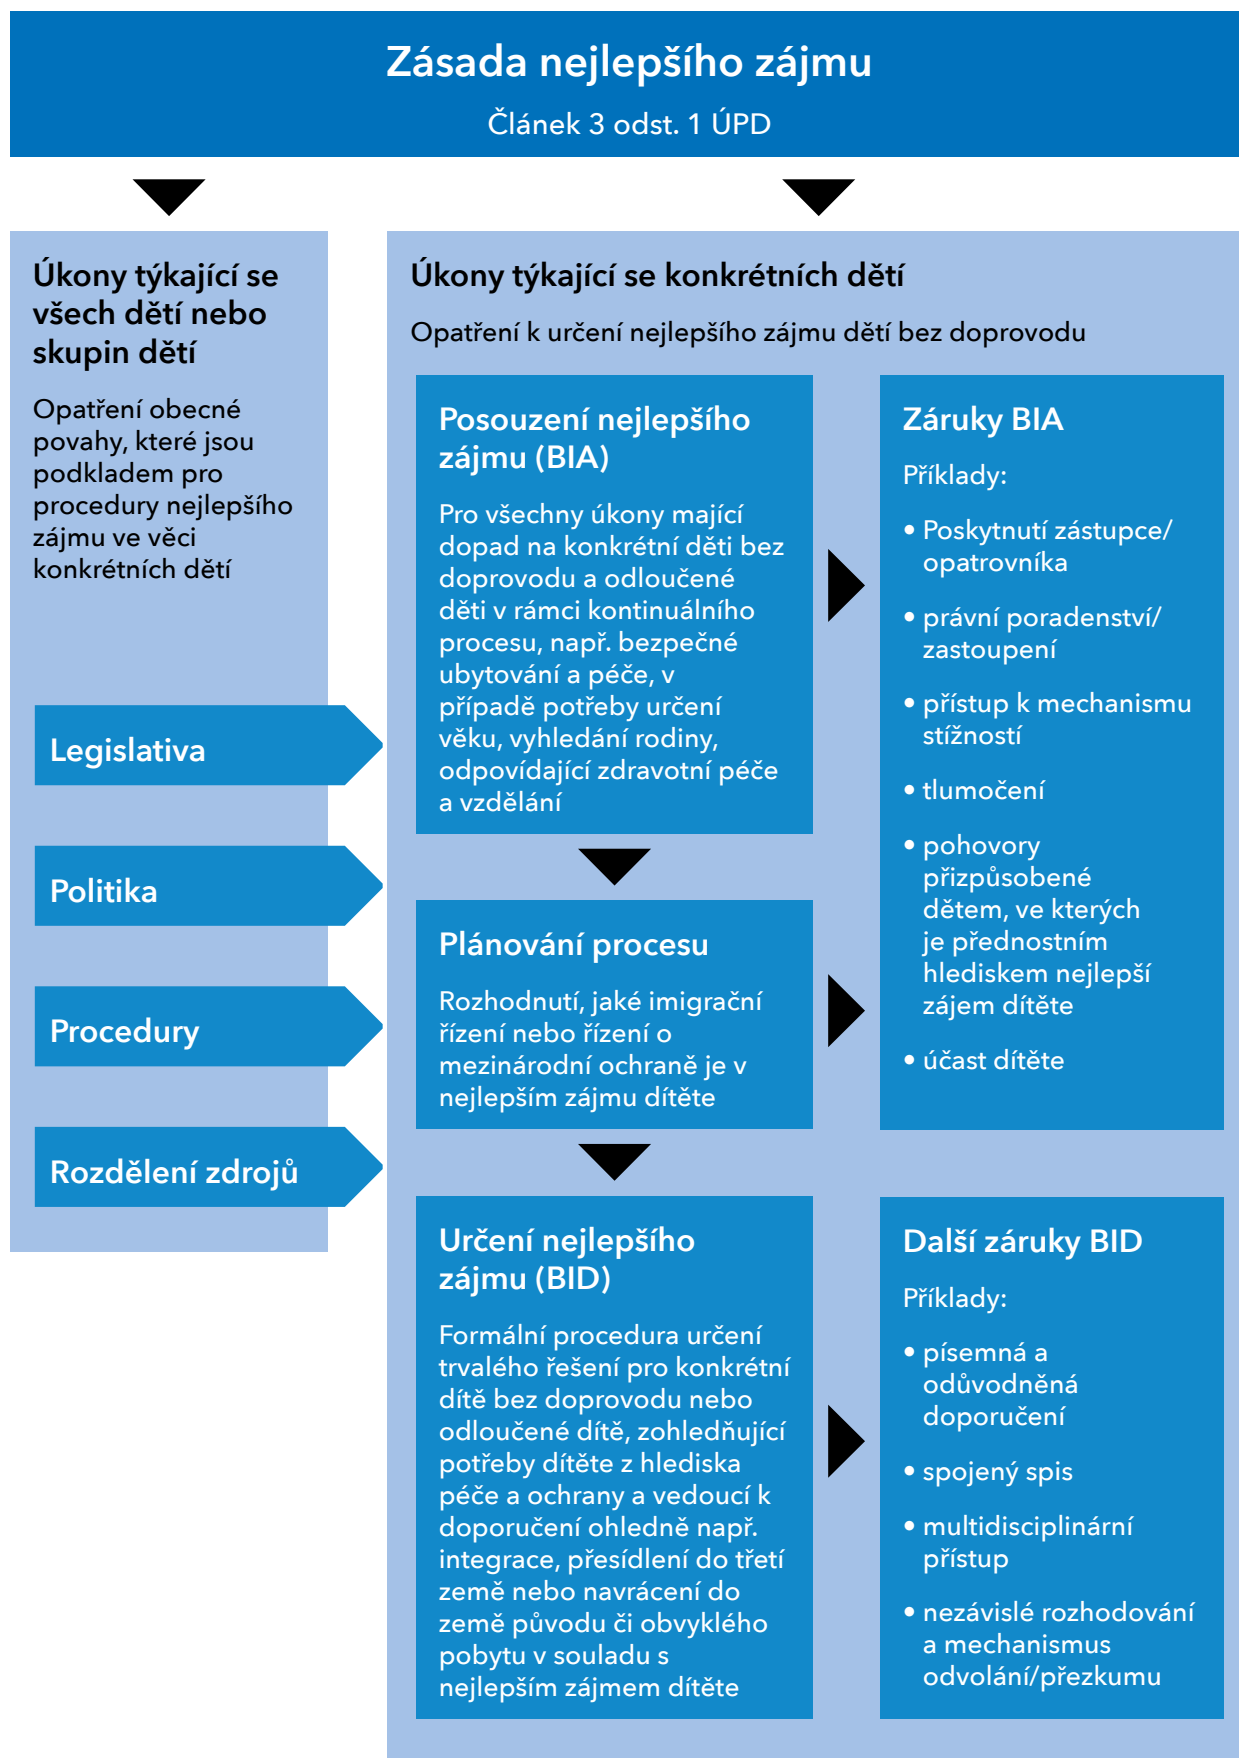 Zásada nejlepšího zájmu
Článek 3 odst. 1 ÚPD
Úkony týkající se
všech dětí nebo
skupin dětí
Opatření obecné
povahy, které jsou
podkladem pro
procedury nejlepšího
zájmu ve věci
konkrétních dětí
Legislativa
Politika
Procedury
Rozdělení zdrojů
Úkony týkající se konkrétních dětí
Opatření k určení nejlepšího zájmu dětí bez doprovodu
Posouzení nejlepšího
zájmu (BIA)
Pro všechny úkony mající
dopad na konkrétní děti bez
doprovodu a odloučené
děti v rámci kontinuálního
procesu, např. bezpečné
ubytování a péče, v
případě potřeby určení
věku, vyhledání rodiny,
odpovídající zdravotní péče
a vzdělání
Záruky BIA
Příklady:
• Poskytnutí zástupce/
opatrovníka
• právní poradenství/
zastoupení
• přístup k mechanismu
stížností
• tlumočení
• pohovory
přizpůsobené
dětem, ve kterých
je přednostním
hlediskem nejlepší
zájem dítěte
• účast dítěte
Plánování procesu
Rozhodnutí, jaké imigrační
řízení nebo řízení o
mezinárodní ochraně je v
nejlepším zájmu dítěte
Určení nejlepšího
zájmu (BID)
Formální procedura určení
trvalého řešení pro konkrétní
dítě bez doprovodu nebo
odloučené dítě, zohledňující
potřeby dítěte z hlediska
péče a ochrany a vedoucí k
doporučení ohledně např.
integrace, přesídlení do třetí
země nebo navrácení do
země původu či obvyklého
pobytu v souladu s
nejlepším zájmem dítěte
Další záruky BID
Příklady:
• písemná a
odůvodněná
doporučení
• spojený spis
• multidisciplinární
přístup
• nezávislé rozhodování
a mechanismus
odvolání/přezkumu